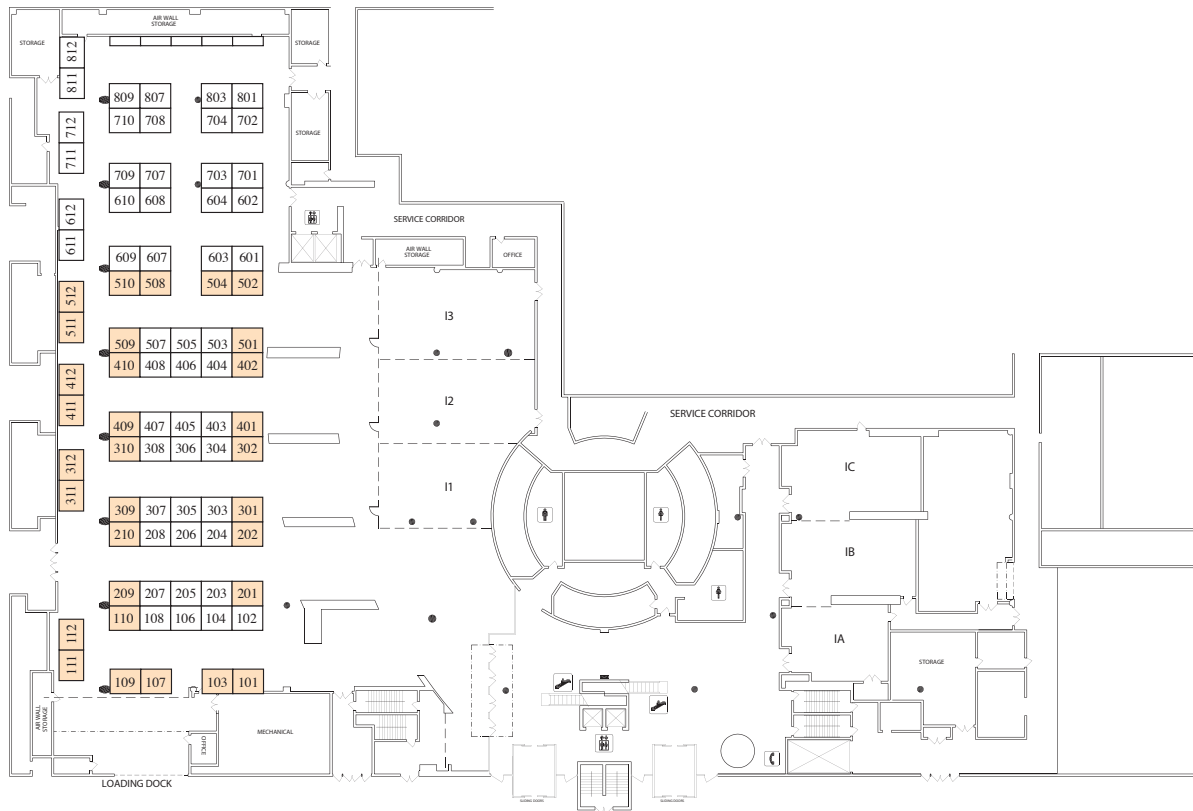 AIR WALL
STORAGE
STORAGE
STORAGE
812
811
809 807 803 801
710 708 704 702
712
711
STORAGE
709 707 703 701
610 608 604 602
612
611
SERVICE CORRIDOR
AIR WALL
STORAGE
OFFICE
609 607 603 601
510 508 504 502
512
511
I3
509 507 505 503 501
410 408 406 404 402
412
411
I2
SERVICE CORRIDOR
409 407 405 403 401
310 308 306 304 302
312
311
I1
IC
309 307 305 303 301
210 208 206 204 202
IB
209 207 205 203 201
110 108 106 104 102
112
111
IA
STORAGE
109 107 103 101
AIR WALL
STORAGE
OFFICE
MECHANICAL
LOADING DOCK
SLIDING DOORS
SLIDING DOORS